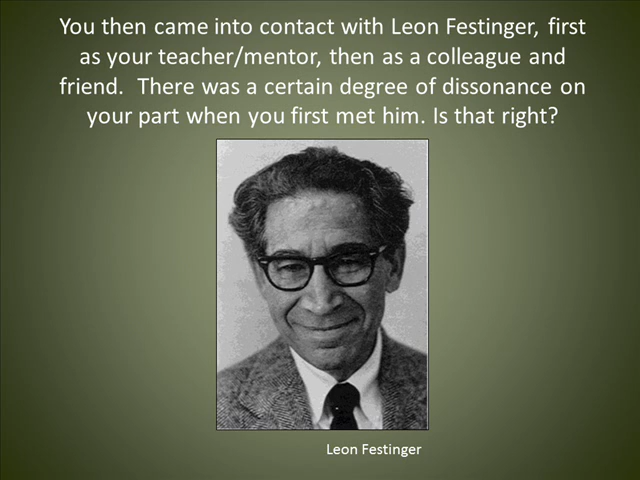 You then came into contact with Leon Festinger, first
as your teacher/mentor, then as a colleague and
friend.  There was a certain degree of dissonance on
your part when you first met him. Is that right?
Leon Festinger